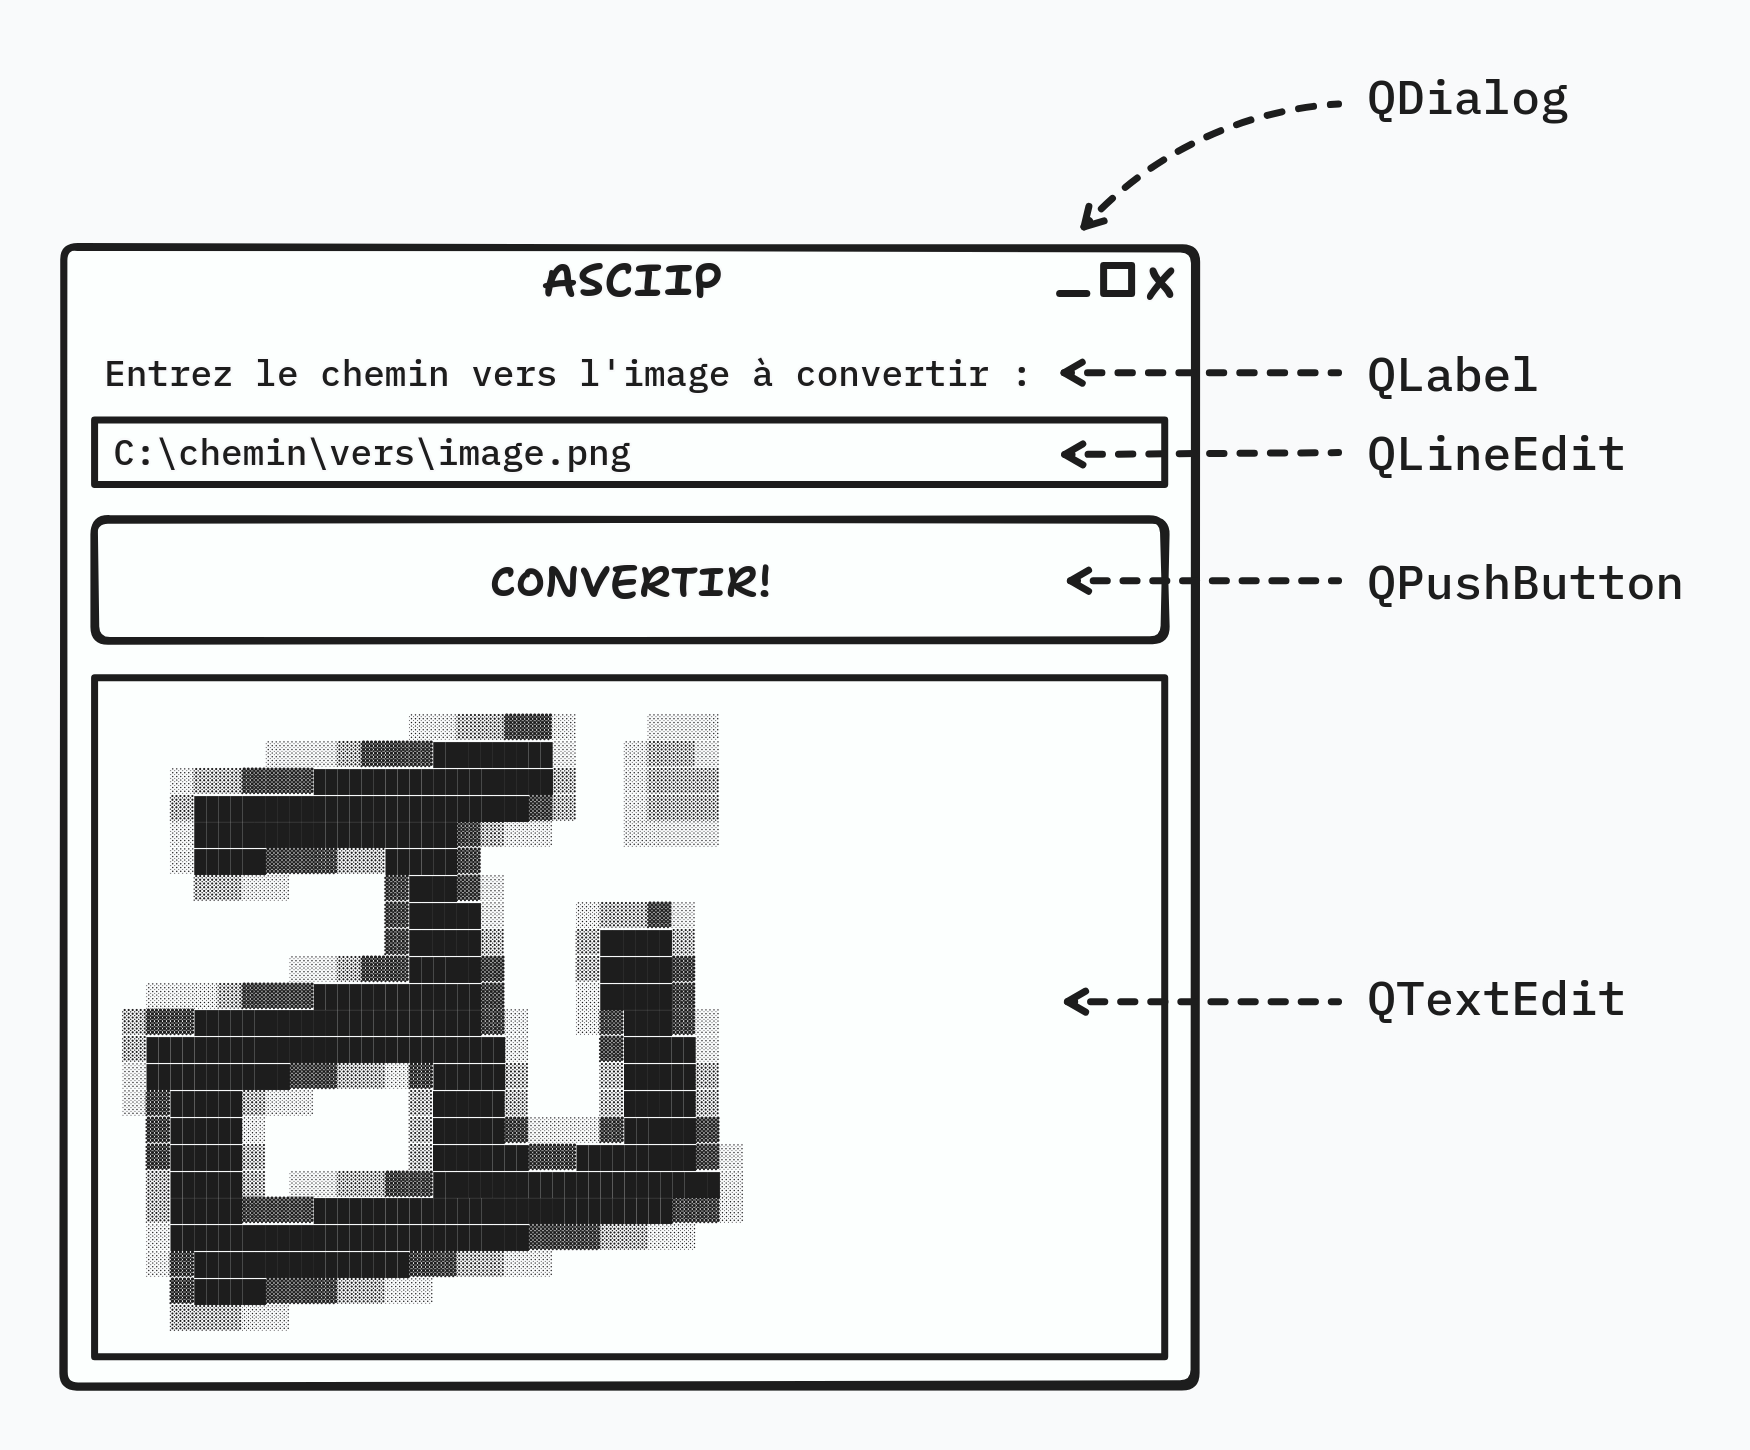 QDialog
ASCIIP
Entrez le chemin vers l'image à convertir :
QLabel
C:\chemin\vers\image.png
QLineEdit
CONVERTIR!
QPushButton
QTextEdit